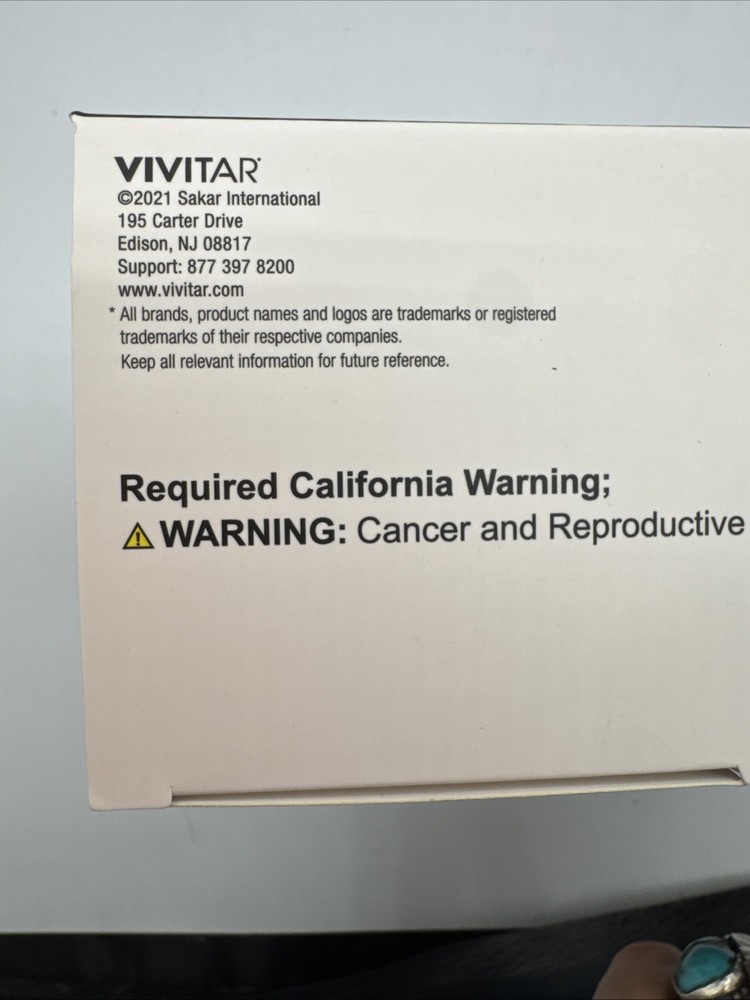 VIVITAR
©2021 Sakar International
195 Carter Drive
Edison, NJ 08817
Support: 877 397 8200
www.vivitar.com
* All brands, product names and logos are trademarks or registered
trademarks of their respective companies.
Keep all relevant information for future reference.
Required California Warning;
WARNING: Cancer and Reproductive